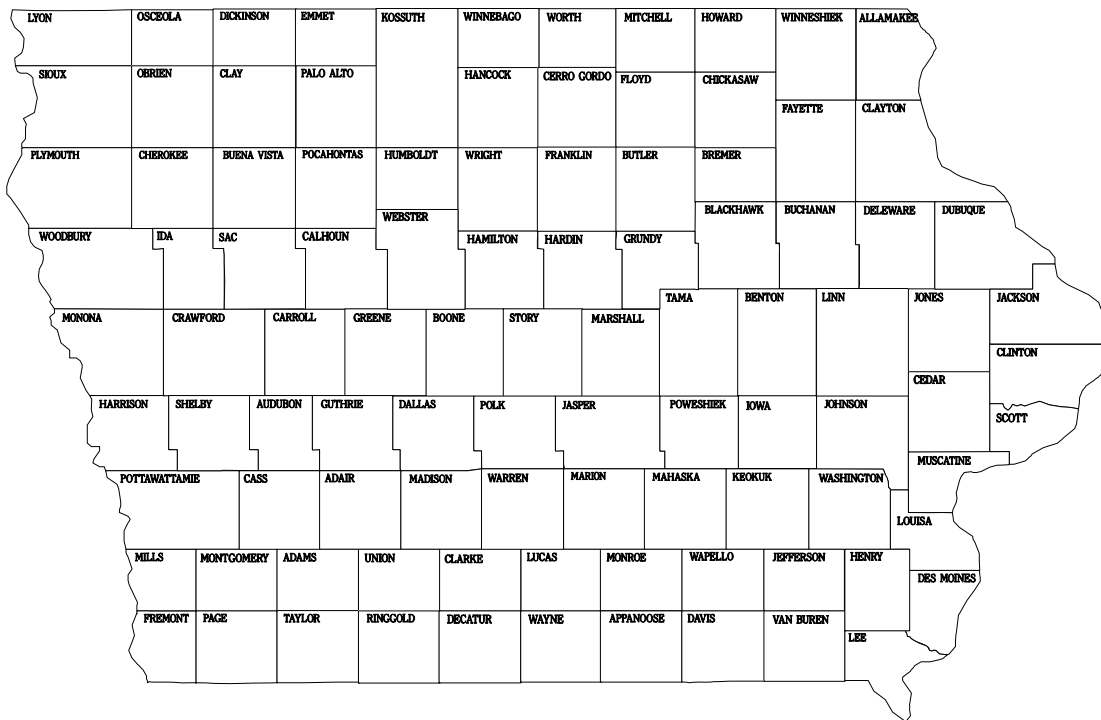 LYON OSCEOLA DICKINSON EMMET KOSSUTH WINNEBAGO WORTH MITCHELL HOWARD WINNESHIEK ALLAMAKEE
SIOUX OBRIEN CLAY PALO ALTO HANCOCK CERRO GORDO FLOYD CHICKASAW
FAYETTE CLAYTON
PLYMOUTH CHEROKEE BUENA VISTA POCAHONTAS HUMBOLDT WRIGHT FRANKLIN BUTLER BREMER
WEBSTER BLACKHAWK BUCHANAN DELEWARE DUBUQUE
WOODBURY IDA SAC CALHOUN HAMILTON HARDIN GRUNDY
TAMA BENTON LINN JONES JACKSON
MONONA CRAWFORD CARROLL GREENE BOONE STORY MARSHALL
CLINTON
CEDAR
HARRISON SHELBY AUDUBON GUTHRIE DALLAS POLK JASPER POWESHIEK IOWA JOHNSON
SCOTT
MUSCATINE
POTTAWATTAMIE CASS ADAIR MADISON WARREN MARION MAHASKA KEOKUK WASHINGTON
LOUISA
MILLS MONTGOMERY ADAMS UNION CLARKE LUCAS MONROE WAPELLO JEFFERSON HENRY
DES MOINES
FREMONT PAGE TAYLOR RINGGOLD DECATUR WAYNE APPANOOSE DAVIS VAN BUREN
LEE